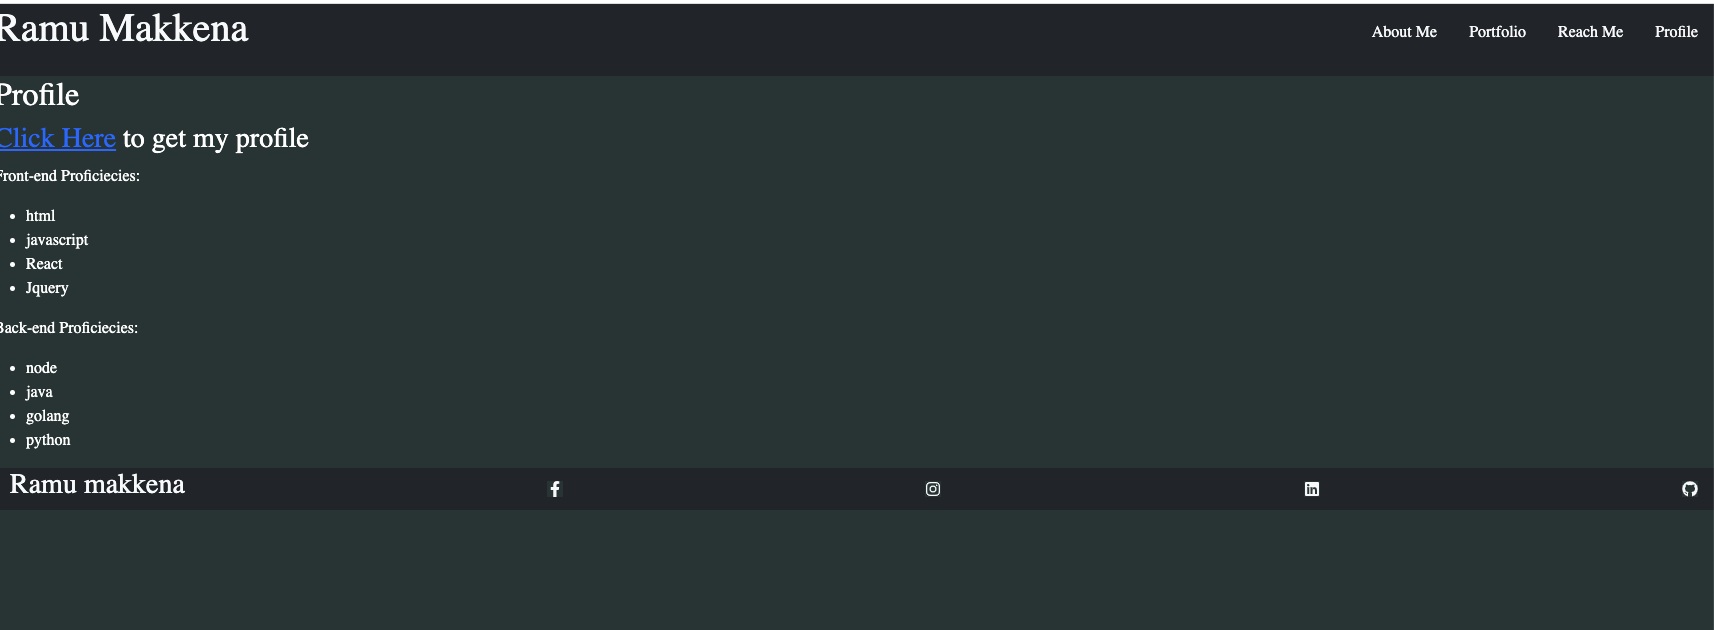 Ramu Makkena
About Me Portfolio Reach Me Profile
Profile
Click Here to get my profile
Front-end Proficiecies:
html
javascript
React
Jquery
Back-end Proficiecies:
node
java
golang
python
Ramu makkena